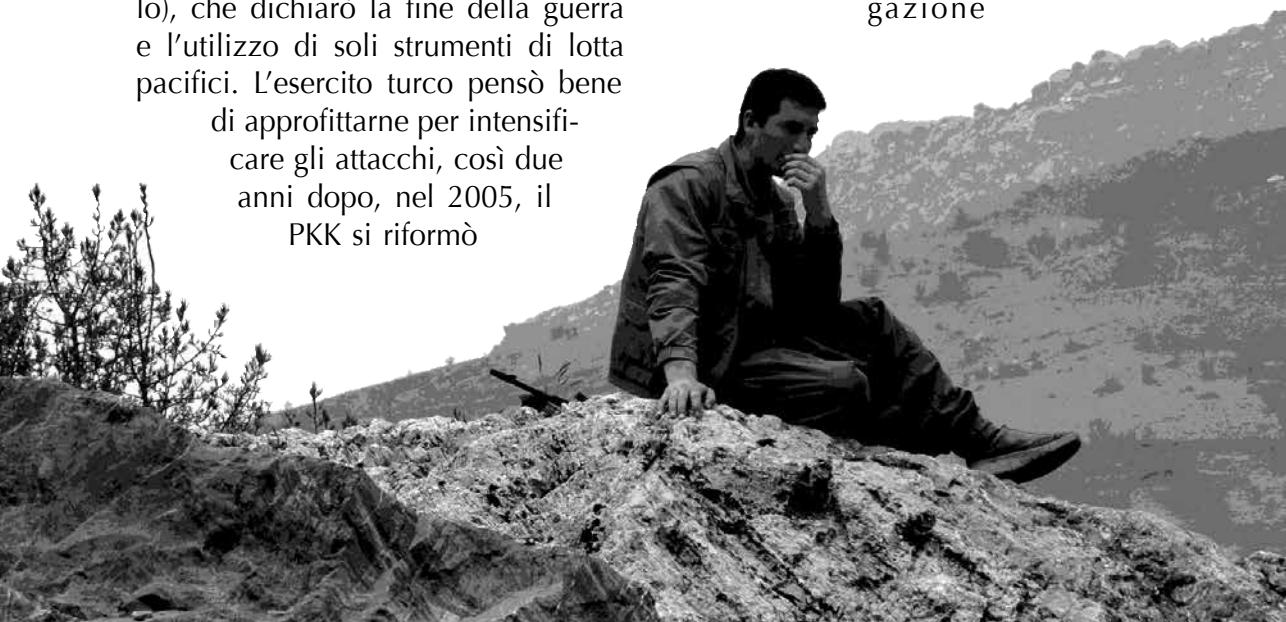 lo), che dichiarò la fine della guerra
e l'utilizzo di soli strumenti di lotta
pacifici. L'esercito turco pensò bene
di approfittarne per intensifi-
care gli attacchi, così due
anni dopo, nel 2005, il
PKK si riformò
gazione